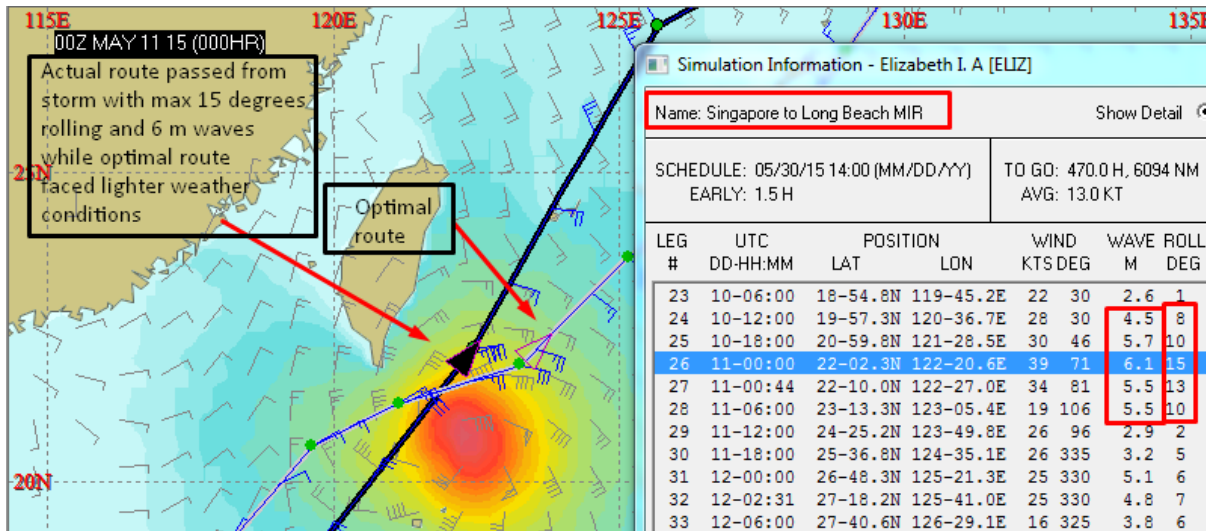 115E 120E 125E 130E 135E
00Z MAY 11 15 (000HR)
Actual route passed from
storm with max 15 degrees
rolling and 6 m waves
while optimal route
faced lighter weather
conditions
25N
20N
Optimal
route
Simulation Information - Elizabeth I. A [ELIZ]
Name: Singapore to Long Beach MIR Show Detail
SCHEDULE: 05/30/15 14:00 (MM/DD/YY) TO GO: 470.0 H, 6094 NM
EARLY: 1.5 H AVG: 13.0 KT
LEG UTC POSITION WIND WAVE ROLL
# DD-HH:MM LAT LON KTS DEG M DEG
23 10-06:00 18-54.8N 119-45.2E 22 30 2.6 1
24 10-12:00 19-57.3N 120-36.7E 28 30 4.5 8
25 10-18:00 20-59.8N 121-28.5E 30 46 5.7 10
26 11-00:00 22-02.3N 122-20.6E 39 71 6.1 15
27 11-00:44 22-10.0N 122-27.0E 34 81 5.5 13
28 11-06:00 23-13.3N 123-05.4E 19 106 5.5 10
29 11-12:00 24-25.2N 123-49.8E 26 96 2.9 2
30 11-18:00 25-36.8N 124-35.1E 26 335 3.2 5
31 12-00:00 26-48.3N 125-21.3E 25 330 5.1 6
32 12-02:31 27-18.2N 125-41.0E 25 330 4.8 7
33 12-06:00 27-40.6N 126-29.1E 16 325 3.8 6